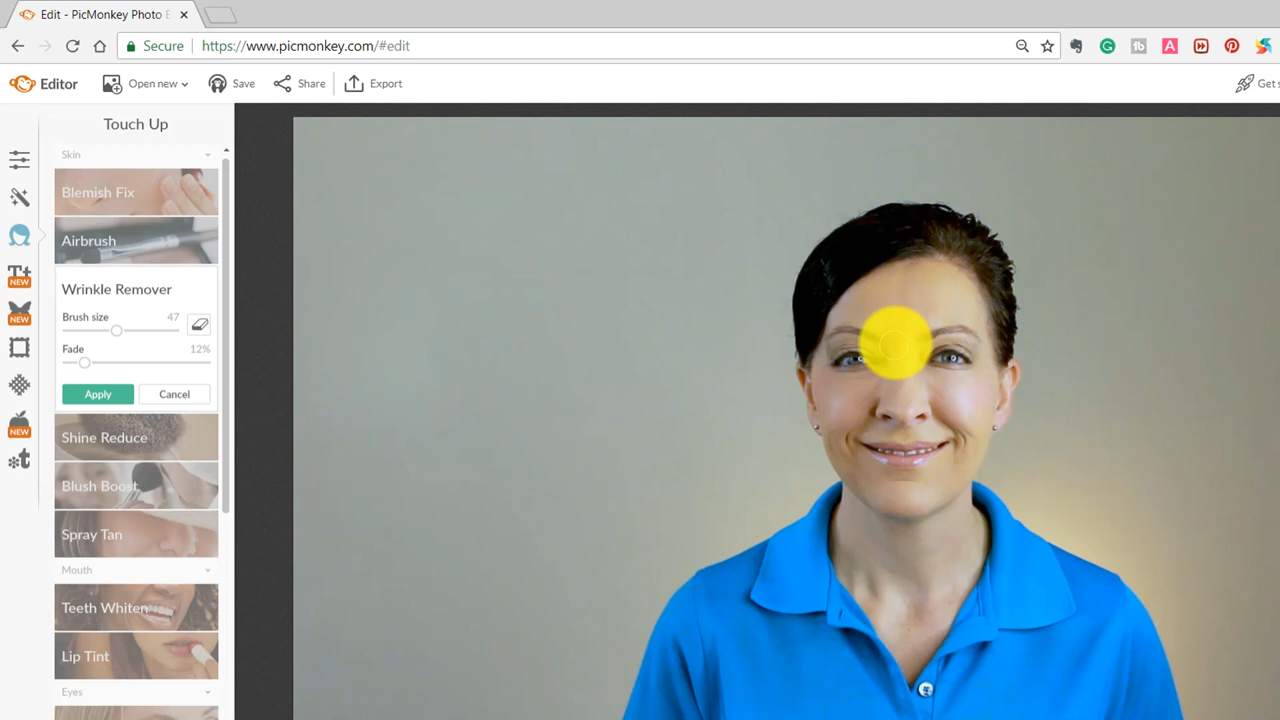 Edit - PicMonkey Photo E
Secure https://www.picmonkey.com/#edit
Editor Open new Save Share Export Get s
Touch Up
Skin
Blemish Fix
Airbrush
Wrinkle Remover
Brush size 47
Fade 12%
Apply Cancel
Shine Reduce
Blush Boost
Spray Tan
Mouth
Teeth Whiten
Lip Tint
Eyes
T+
NEW
NEW
NEW